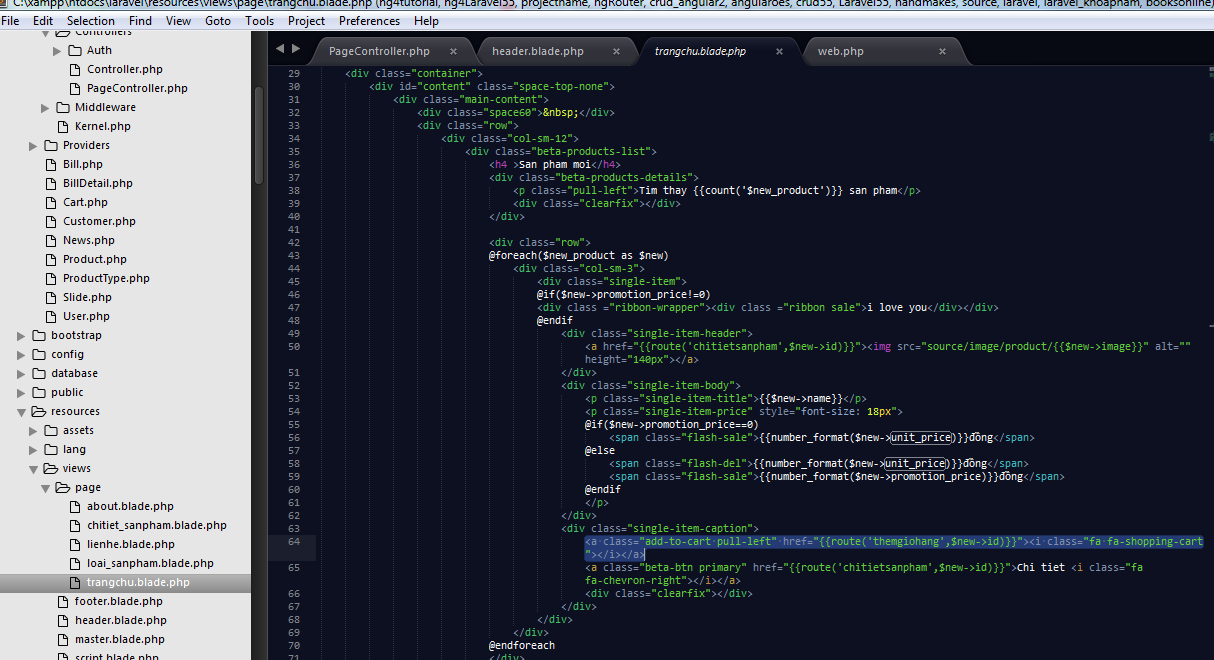 C:\xampp\htdocs\laravel\resources\views\page\trangchu.blade.php (ng4tutorial, ng4Laravel55, projectname, ngRouter, crud_angular2, angular0es, crud55, Laravel55, handmakes, source, laravel, laravel_khoapham, booksonline)
File Edit Selection Find View Goto Tools Project Preferences Help
Controllers
Auth
Controller.php
PageController.php
Middleware
Kernel.php
Providers
Bill.php
BillDetail.php
Cart.php
Customer.php
News.php
Product.php
ProductType.php
Slide.php
User.php
bootstrap
config
database
public
resources
assets
lang
views
page
about.blade.php
chitiet_sanpham.blade.php
lienhe.blade.php
loai_sanpham.blade.php
trangchu.blade.php
footer.blade.php
header.blade.php
master.blade.php
script.blade.php
PageController.php × header.blade.php × trangchu.blade.php × web.php ×
29 <div class="container">
30 <div id="content" class="space-top-none">
31 <div class="main-content">
32 <div class="space60">&nbsp;</div>
33 <div class="row">
34 <div class="col-sm-12">
35 <div class="beta-products-list">
36 <h4 >San pham moi</h4>
37 <div class="beta-products-details">
38 <p class="pull-left">Tim thay {{count('$new_product')}} san pham</p>
39 <div class="clearfix"></div>
40 </div>
41
42 <div class="row">
43 @foreach($new_product as $new)
44 <div class="col-sm-3">
45 <div class="single-item">
46 @if($new->promotion_price!=0)
47 <div class ="ribbon-wrapper"><div class ="ribbon sale">i love you</div></div>
48 @endif
49 <div class="single-item-header">
50 <a href="{{route('chitietsanpham',$new->id)}}"><img src="source/image/product/{{$new->image}}" alt=""
height="140px"></a>
51 </div>
52 <div class="single-item-body">
53 <p class="single-item-title">{{$new->name}}</p>
54 <p class="single-item-price" style="font-size: 18px">
55 @if($new->promotion_price==0)
56 <span class="flash-sale">{{number_format($new->unit_price)}}đồng</span>
57 @else
58 <span class="flash-del">{{number_format($new->unit_price)}}đồng</span>
59 <span class="flash-sale">{{number_format($new->promotion_price)}}đồng</span>
60 @endif
61 </p>
62 </div>
63 <div class="single-item-caption">
64 <a class="add-to-cart pull-left" href="{{route('themgiohang',$new->id)}}"><i class="fa fa-shopping-cart
"></i></a>
65 <a class="beta-btn primary" href="{{route('chitietsanpham',$new->id)}}">Chi tiet <i class="fa
fa-chevron-right"></i></a>
66 <div class="clearfix"></div>
67 </div>
68 </div>
69 </div>
70 @endforeach
71 </div>